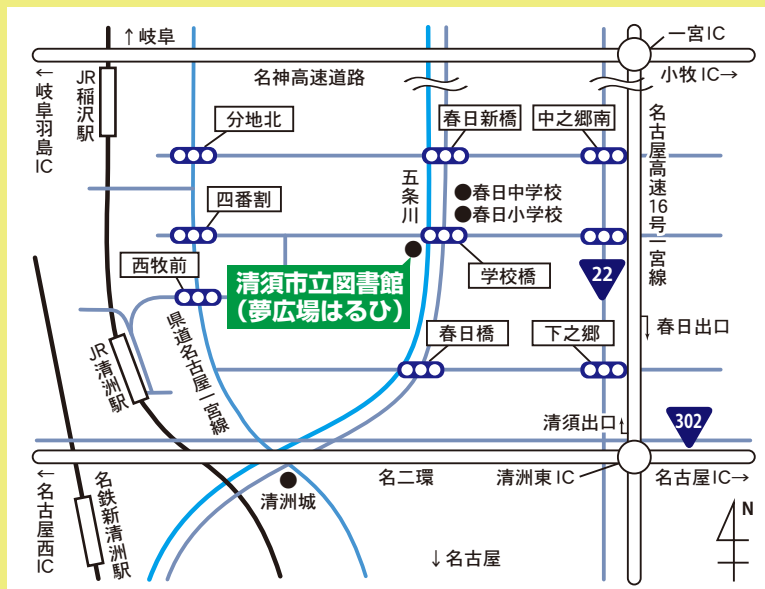 ↑岐阜
一宮IC
←岐阜羽島IC
JR稲沢駅
名神高速道路
小牧IC→
分地北
春日新橋
中之郷南
名古屋高速16号一宮線
五条川
●春日中学校
●春日小学校
四番割
学校橋
西牧前
清須市立図書館
(夢広場はるひ)
22
県道名古屋一宮線
JR清洲駅
春日橋
下之郷
春日出口
清須出口
302
名二環
清洲東IC
名古屋IC→
←名古屋西IC
名鉄新清洲駅
清洲城
↓名古屋
N